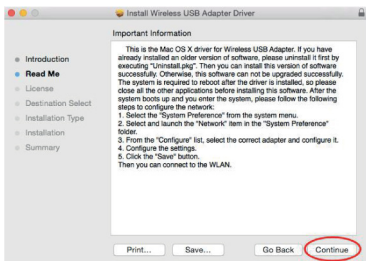 Install Wireless USB Adapter Driver
Important Information
Introduction
Read Me
License
Destination Select
Installation Type
Installation
Summary
This is the Mac OS X driver for Wireless USB Adapter. If you have
already installed an older version of software, please uninstall it first by
executing "Uninstall.pkg". Then you can install this version of software
successfully. Otherwise, this software can not be upgraded successfully.
The system is required to reboot after the driver is installed, so please
close all the other applications before installing this software. After the
system boots up and you enter the system, please follow the following
steps to configure the network:
1. Select the "System Preference" from the system menu.
2. Select and launch the "Network" item in the "System Preference"
folder.
3. From the "Configure" list, select the correct adapter and configure it.
4. Configure the settings.
5. Click the "Save" button.
Then you can connect to the WLAN.
Print...
Save...
Go Back
Continue